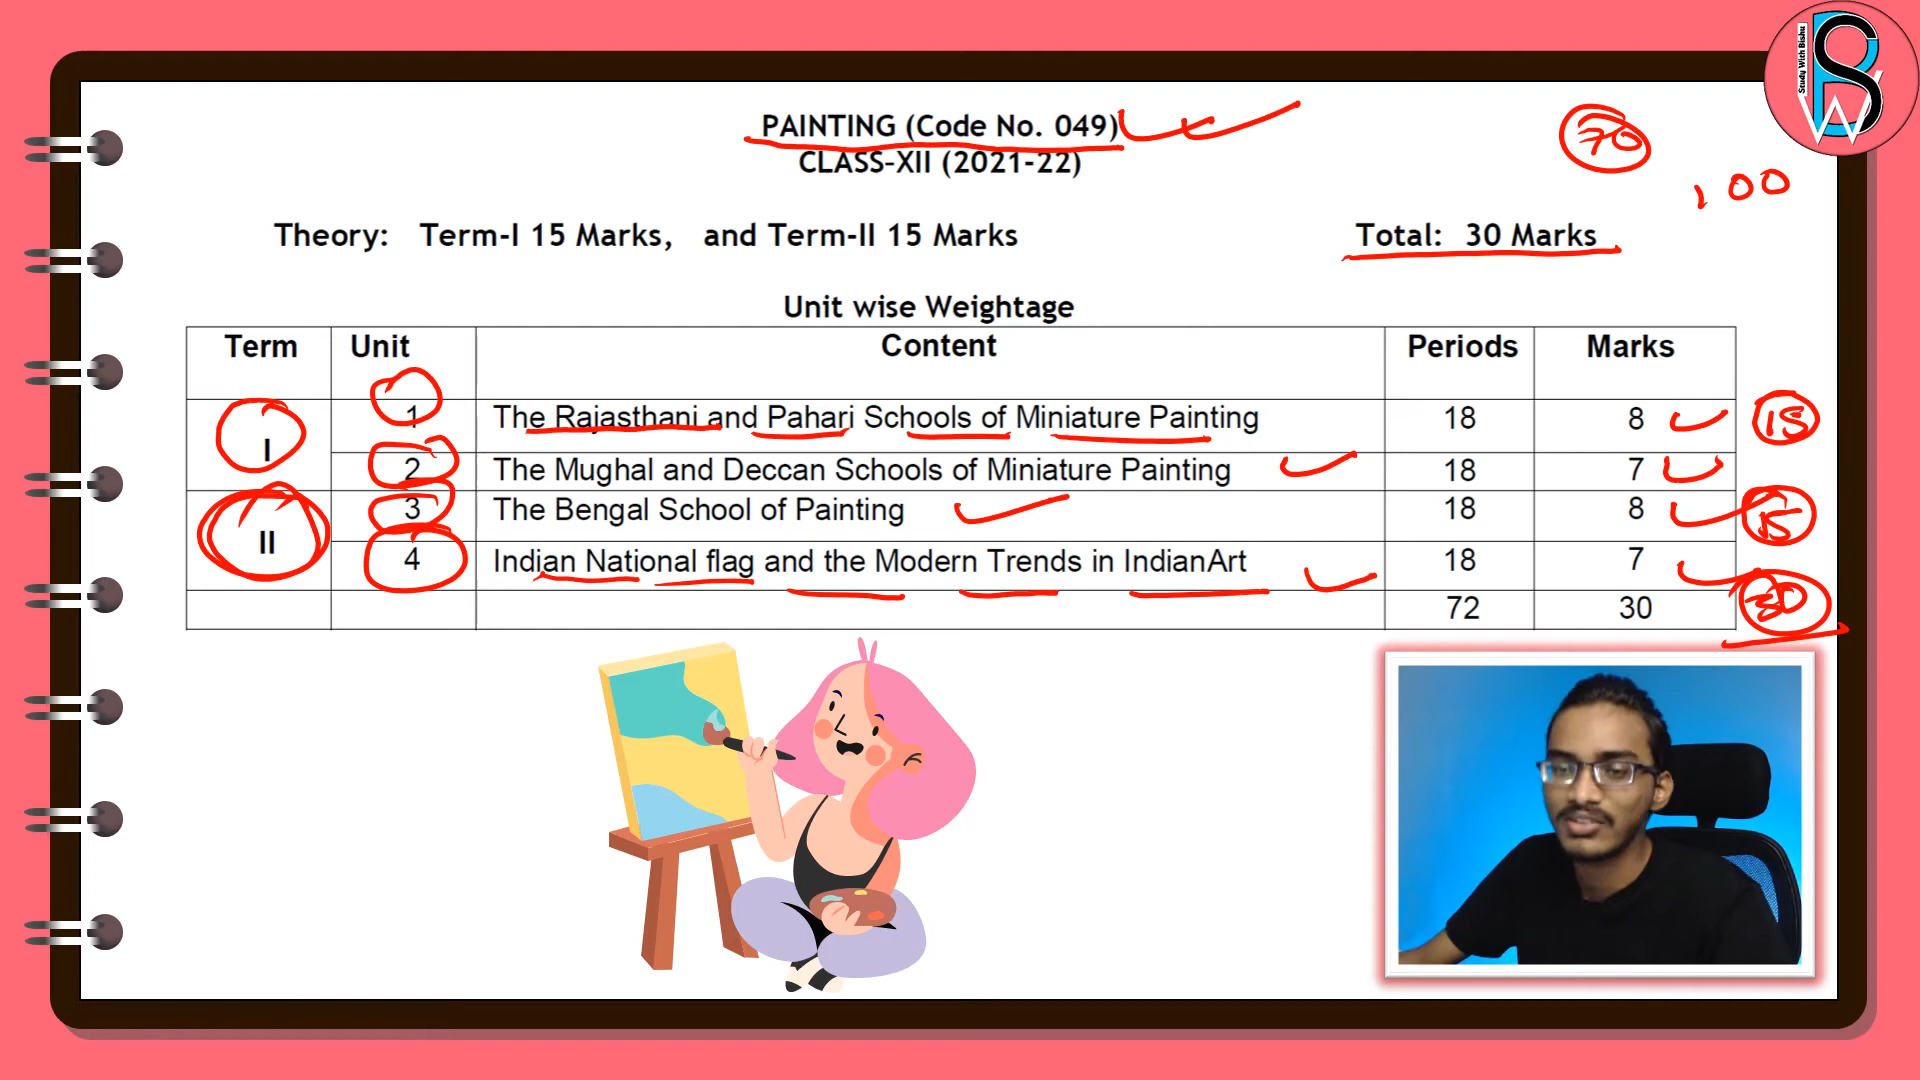 Study With Bishu
BSW
PAINTING (Code No. 049)
CLASS-XII (2021-22)
70
100
Theory: Term-I 15 Marks, and Term-II 15 Marks Total: 30 Marks
Unit wise Weightage
Term Unit Content Periods Marks
I 1 The Rajasthani and Pahari Schools of Miniature Painting 18 8 15
2 The Mughal and Deccan Schools of Miniature Painting 18 7
II 3 The Bengal School of Painting 18 8 15
4 Indian National flag and the Modern Trends in IndianArt 18 7
72 30 30